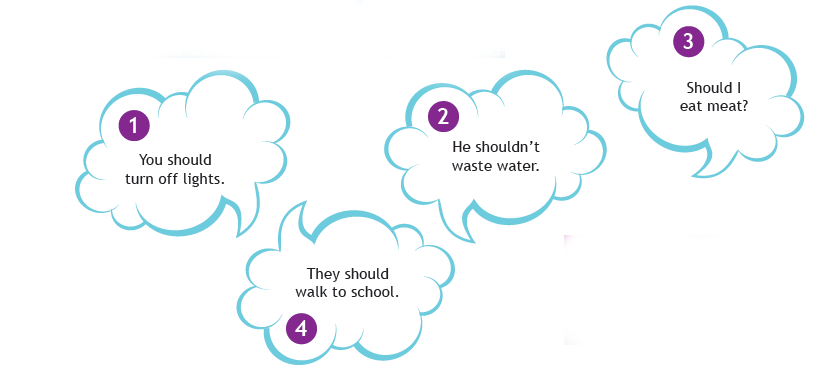 1
You should
turn off lights.
2
He shouldn't
waste water.
3
Should I
eat meat?
They should
walk to school.
4